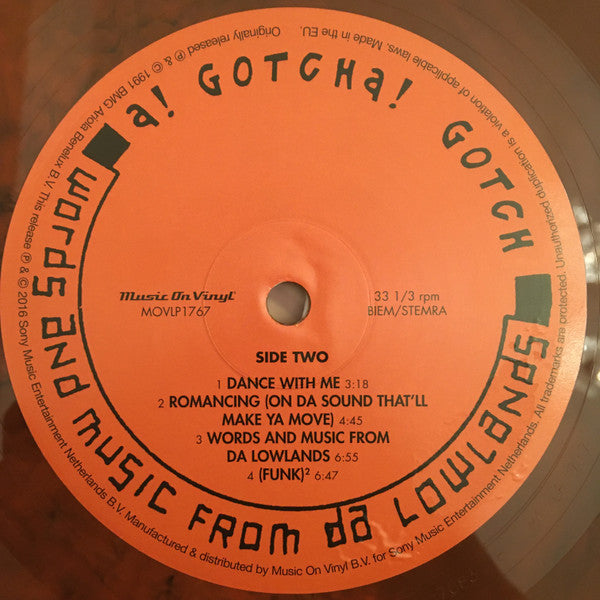 a! GOTCHa! GOTCH
words and music from da Lowlands
Originally released ℗ & © 1991 BMG Ariola Benelux B.V. This release ℗ & © 2016 Sony Music Entertainment Netherlands B.V. Manufactured & distributed by Music On Vinyl B.V. for Sony Music Entertainment Netherlands. All trademarks are protected. Unauthorized duplication is a violation of applicable laws. Made in the EU.
Music On Vinyl
MOVLP1767
33 1/3 rpm
BIEM/STEMRA
SIDE TWO
1 DANCE WITH ME 3:18
2 ROMANCING (ON DA SOUND THAT'LL
MAKE YA MOVE) 4:45
3 WORDS AND MUSIC FROM
DA LOWLANDS 6:55
4 (FUNK)² 6:47